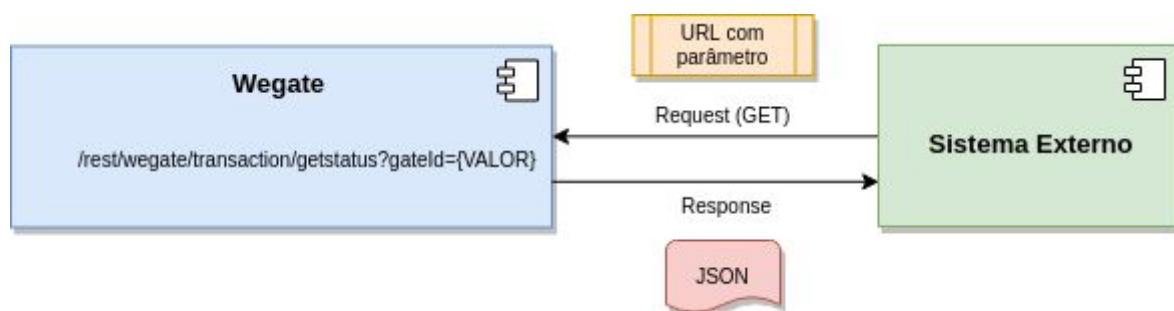 URL com
parâmetro
Wegate
Request (GET)
Sistema Externo
/rest/wegate/transaction/getstatus?gateId={VALOR}
Response
JSON